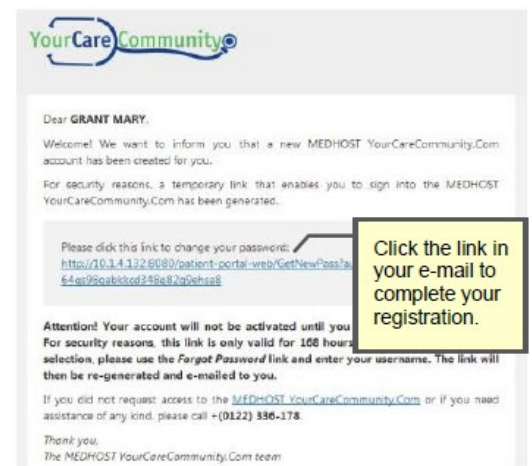 YourCareCommunity
Dear GRANT MARY,
Welcome! We want to inform you that a new MEDHOST YourCareCommunity.Com
account has been created for you.
For security reasons, a temporary link that enables you to sign into the MEDHOST
YourCareCommunity.Com has been generated.
Please click this link to change your password:
http://10.1.4.132:8080/patient-portal-web/GetNewPass?au
Click the link in
your e-mail to
complete your
registration.
Attention! Your account will not be activated until you
For security reasons, this link is only valid for 168 hours
selection, please use the Forgot Password link and enter your username. The link will
then be re-generated and e-mailed to you.
If you did not request access to the MEDHOST YourCareCommunity.Com or if you need
assistance of any kind, please call +(0122) 336-178.
Thank you,
The MEDHOST YourCareCommunity.Com team